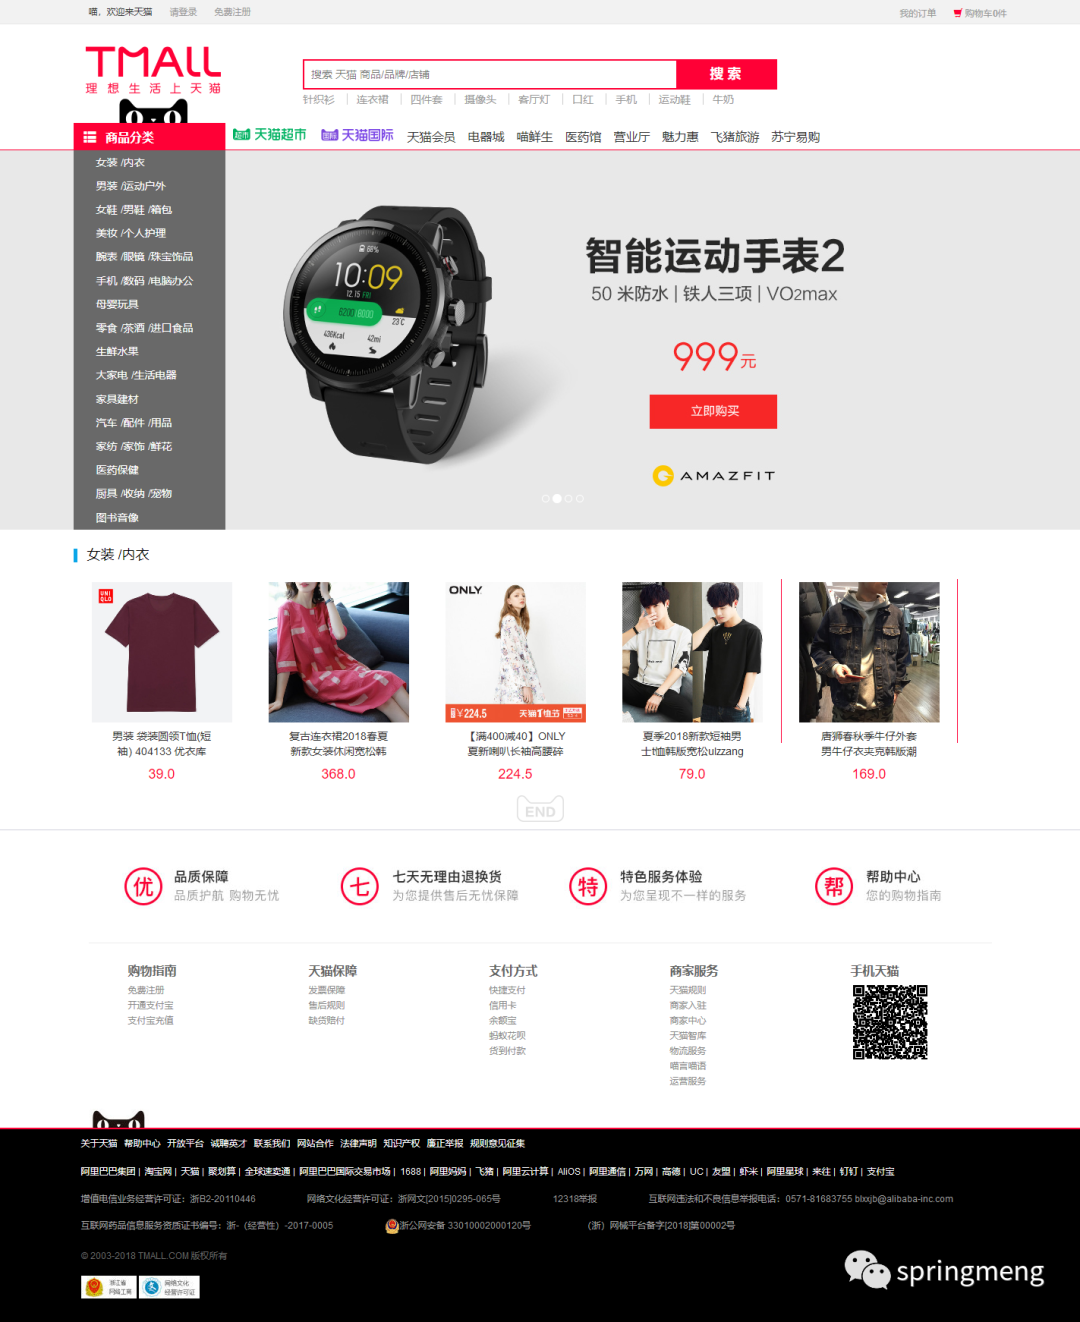 喵，欢迎来天猫 请登录 免费注册 我的订单 购物车0件
TMALL
理想生活上天猫
搜索 天猫 商品/品牌/店铺 搜 索
针织衫 | 连衣裙 | 四件套 | 摄像头 | 客厅灯 | 口红 | 手机 | 运动鞋 | 牛奶
商品分类 天猫超市 天猫国际 天猫会员 电器城 喵鲜生 医药馆 营业厅 魅力惠 飞猪旅游 苏宁易购
女装 /内衣
男装 /运动户外
女鞋 /男鞋 /箱包
美妆 /个人护理
腕表 /眼镜 /珠宝饰品
手机 /数码 /电脑办公
母婴玩具
零食 /茶酒 /进口食品
生鲜水果
大家电 /生活电器
家具建材
汽车 /配件 /用品
家纺 /家饰 /鲜花
医药保健
厨具 /收纳 /宠物
图书音像
88%
10:09
12.15 FRI
8200/8000
23°C
436Kcal
42ml
智能运动手表2
50 米防水 | 铁人三项 | VO2max
999元
立即购买
AMAZFIT
女装 /内衣
UNI
QLO
ONLY
¥224.5 天猫T恤节
男装 袋装圆领T恤(短
袖) 404133 优衣库
39.0
复古连衣裙2018春夏
新款女装休闲宽松韩
368.0
【满400减40】ONLY
夏新喇叭长袖高腰碎
224.5
夏季2018新款短袖男
士t恤韩版宽松ulzzang
79.0
唐狮春秋季牛仔外套
男牛仔衣夹克韩版潮
169.0
END
优 品质保障
品质护航 购物无忧
七 七天无理由退换货
为您提供售后无忧保障
特 特色服务体验
为您呈现不一样的服务
帮 帮助中心
您的购物指南
购物指南
免费注册
开通支付宝
支付宝充值
天猫保障
发票保障
售后规则
缺货赔付
支付方式
快捷支付
信用卡
余额宝
蚂蚁花呗
货到付款
商家服务
天猫规则
商家入驻
商家中心
天猫智库
物流服务
喵言喵语
运营服务
手机天猫
关于天猫 帮助中心 开放平台 诚聘英才 联系我们 网站合作 法律声明 知识产权 廉正举报 规则意见征集
阿里巴巴集团 | 淘宝网 | 天猫 | 聚划算 | 全球速卖通 | 阿里巴巴国际交易市场 | 1688 | 阿里妈妈 | 飞猪 | 阿里云计算 | AliOS | 阿里通信 | 万网 | 高德 | UC | 友盟 | 虾米 | 阿里星球 | 来往 | 钉钉 | 支付宝
增值电信业务经营许可证：浙B2-20110446 网络文化经营许可证：浙网文[2015]0295-065号 12318举报 互联网违法和不良信息举报电话：0571-81683755 blxxjb@alibaba-inc.com
互联网药品信息服务资质证书编号：浙-（经营性）-2017-0005 浙公网安备 33010002000120号 （浙）网械平台备字[2018]第00002号
© 2003-2018 TMALL.COM 版权所有
浙江省
网络工商
网络文化
经营许可证
springmeng